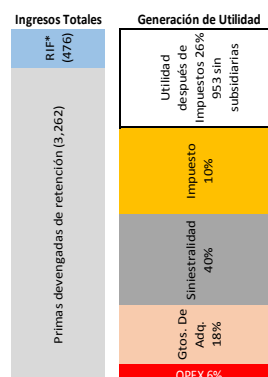 Ingresos Totales
Generación de Utilidad
RIF*
(476)
Primas devengadas de retención (3,262)
Utilidad
después de
Impuestos 26%
953 sin
subsidiarias
Impuesto
10%
Siniestralidad
40%
Gtos. De
Adq.
18%
OPEX 6%